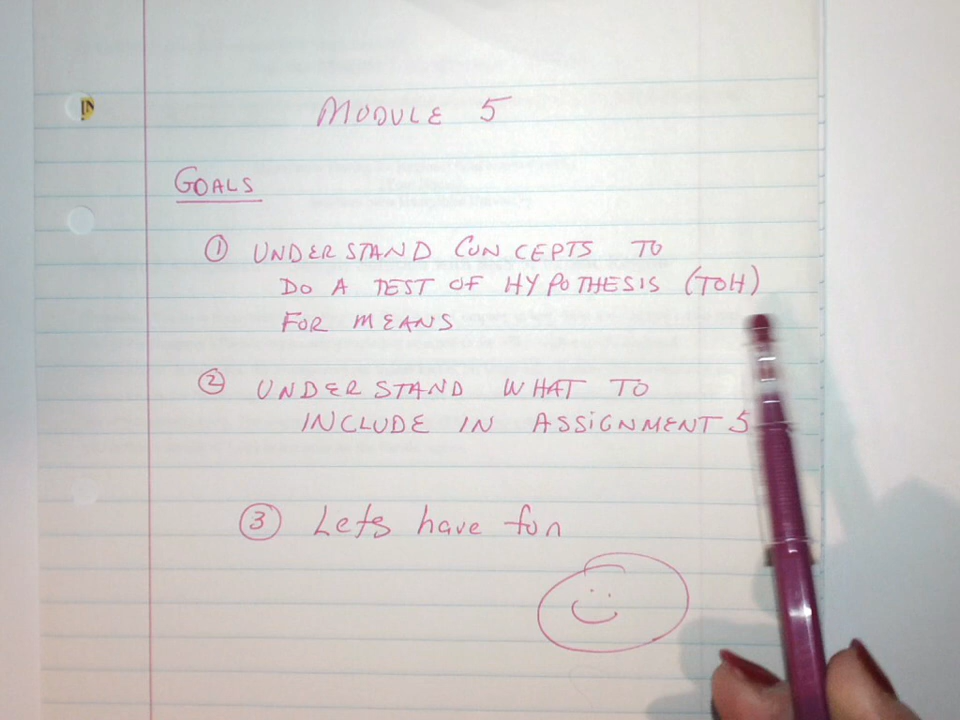 IN
MODULE 5
GOALS
① UNDERSTAND CONCEPTS TO
DO A TEST OF HYPOTHESIS (TOH)
FOR MEANS
② UNDERSTAND WHAT TO
INCLUDE IN ASSIGNMENT 5
③ Lets have fun